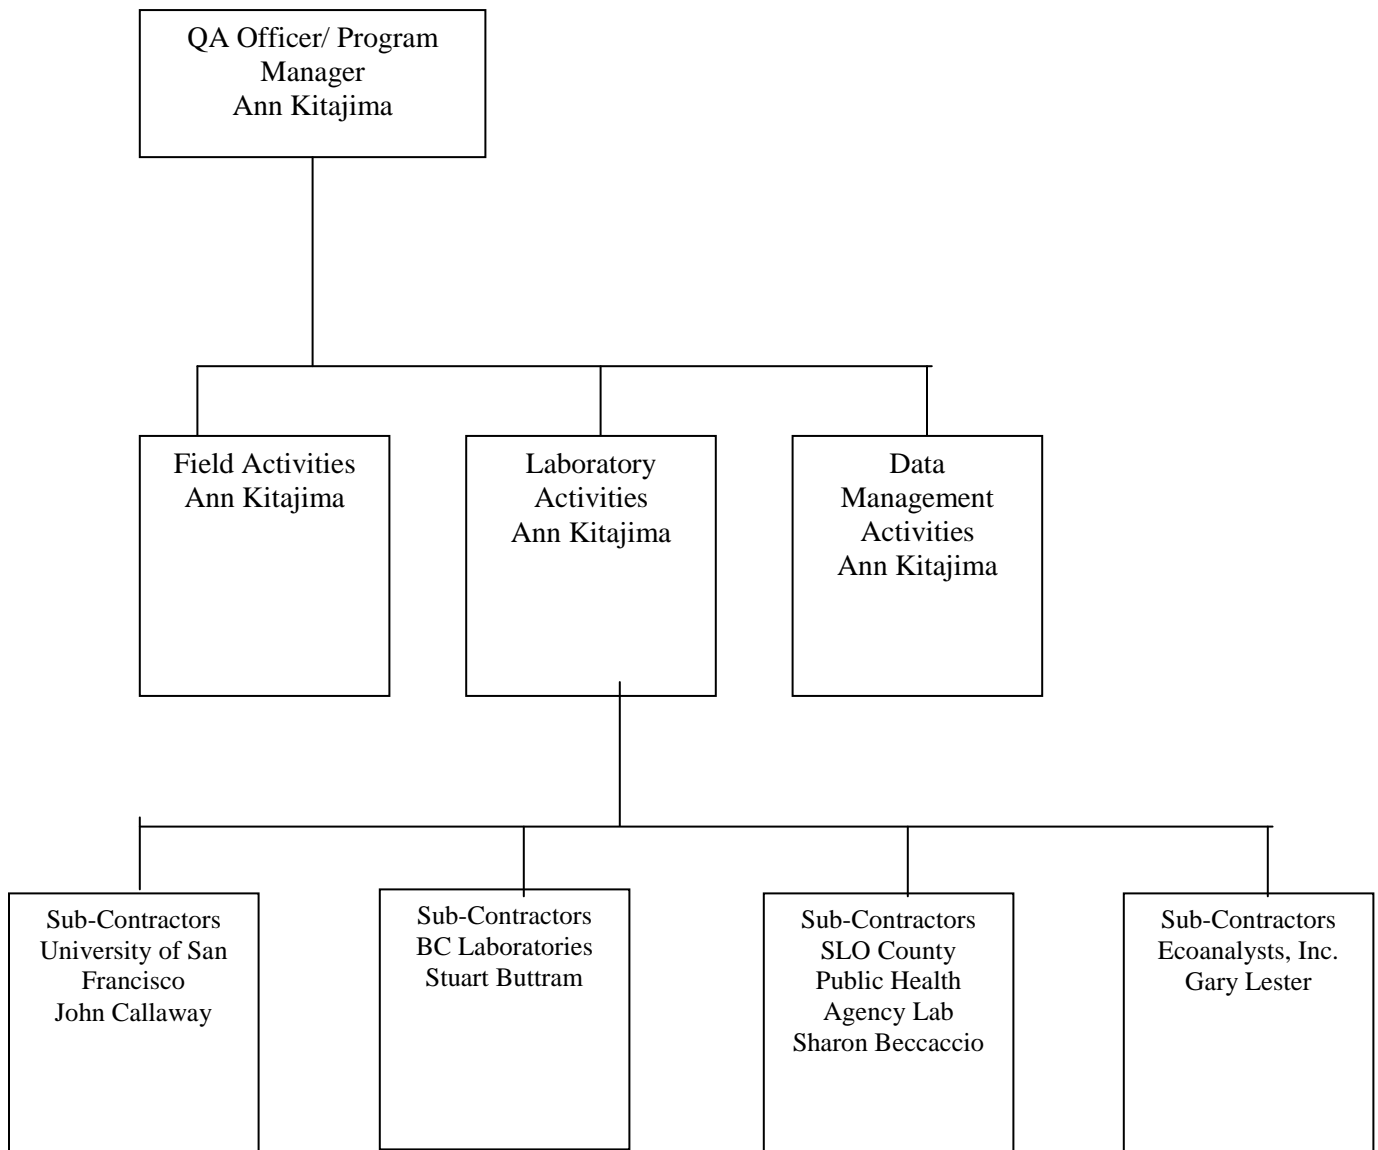 QA Officer/ Program
Manager
Ann Kitajima
Field Activities
Ann Kitajima
Laboratory
Activities
Ann Kitajima
Data
Management
Activities
Ann Kitajima
Sub-Contractors
University of San
Francisco
John Callaway
Sub-Contractors
BC Laboratories
Stuart Buttram
Sub-Contractors
SLO County
Public Health
Agency Lab
Sharon Beccaccio
Sub-Contractors
Ecoanalysts, Inc.
Gary Lester